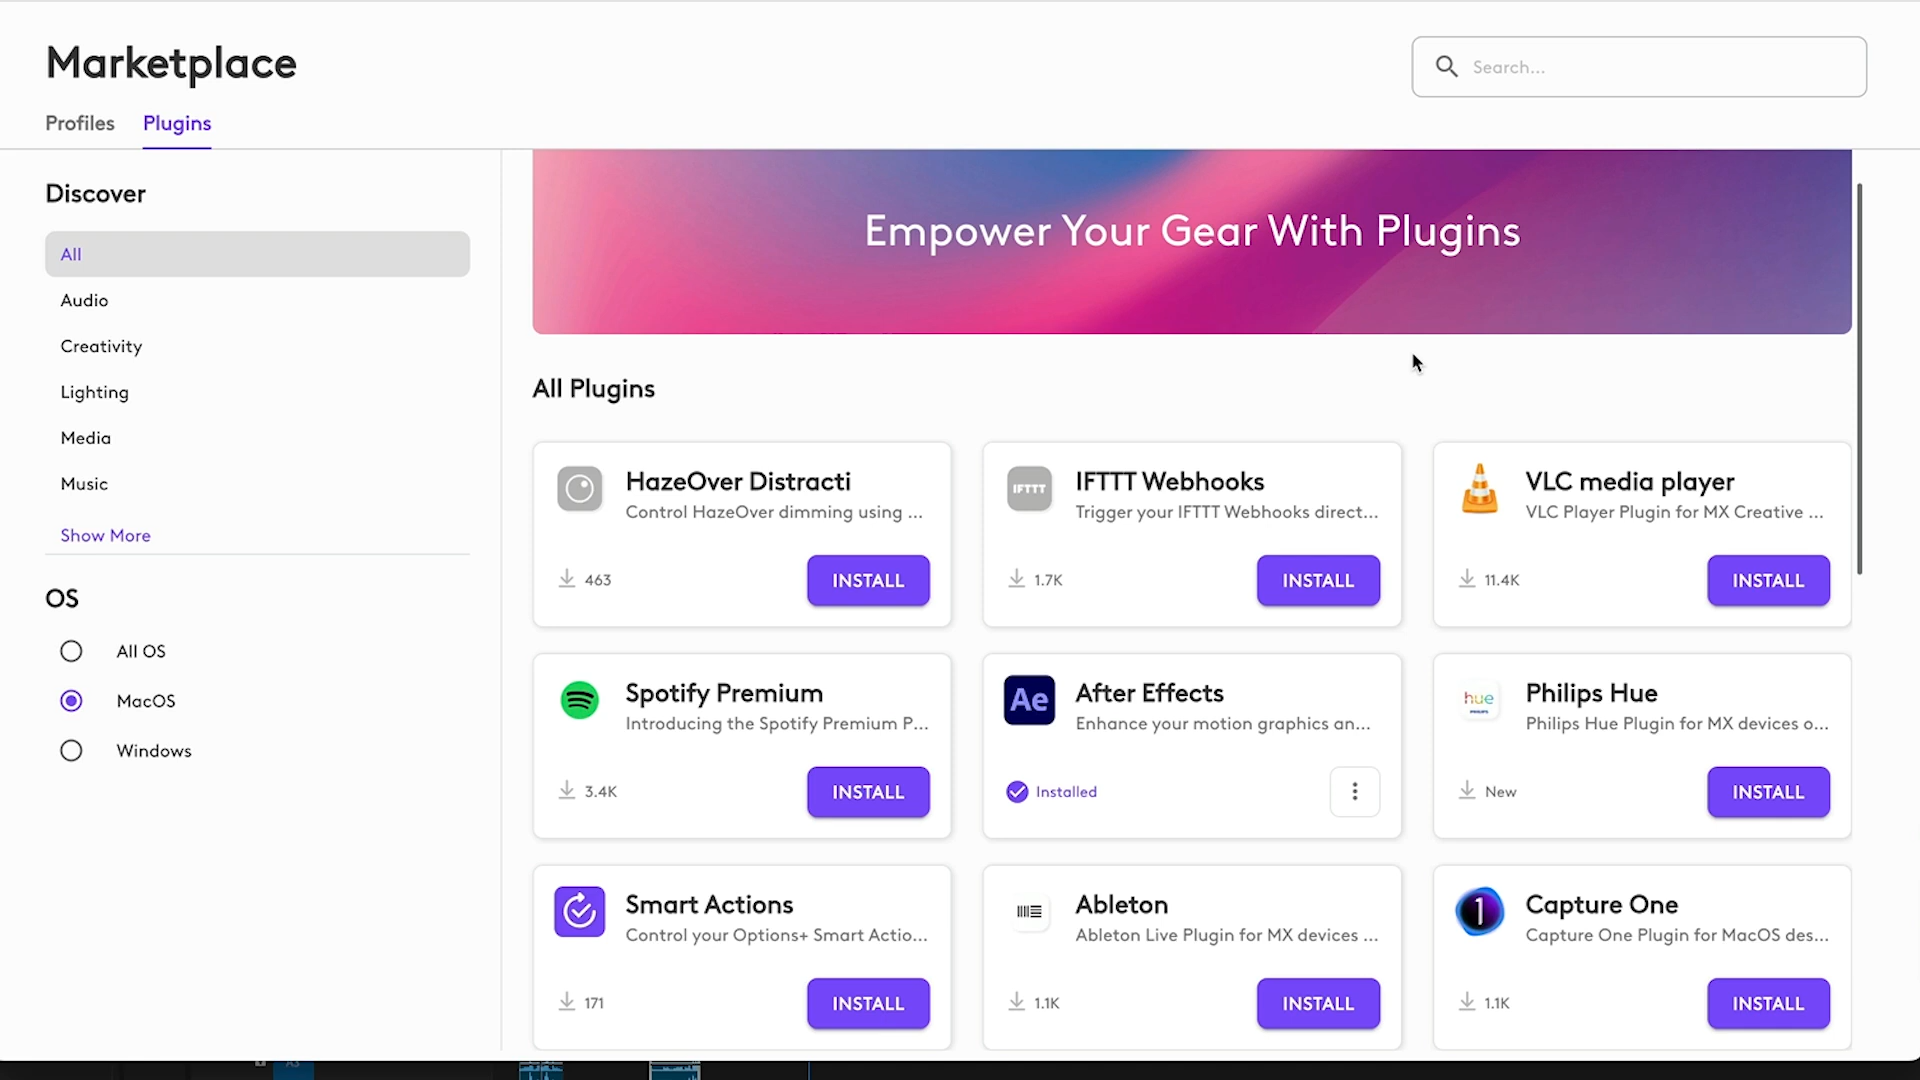 Marketplace
Search...
Profiles
Plugins
Discover
All
Audio
Creativity
Lighting
Media
Music
Show More
OS
All OS
MacOS
Windows
Empower Your Gear With Plugins
All Plugins
HazeOver Distracti
Control HazeOver dimming using ...
463
INSTALL
IFTTT
IFTTT Webhooks
Trigger your IFTTT Webhooks direct...
1.7K
INSTALL
VLC media player
VLC Player Plugin for MX Creative ...
11.4K
INSTALL
Spotify Premium
Introducing the Spotify Premium P...
3.4K
INSTALL
Ae
After Effects
Enhance your motion graphics an...
Installed
hue
PHILIPS
Philips Hue
Philips Hue Plugin for MX devices o...
New
INSTALL
Smart Actions
Control your Options+ Smart Actio...
171
INSTALL
Ableton
Ableton Live Plugin for MX devices ...
1.1K
INSTALL
1
Capture One
Capture One Plugin for MacOS des...
1.1K
INSTALL